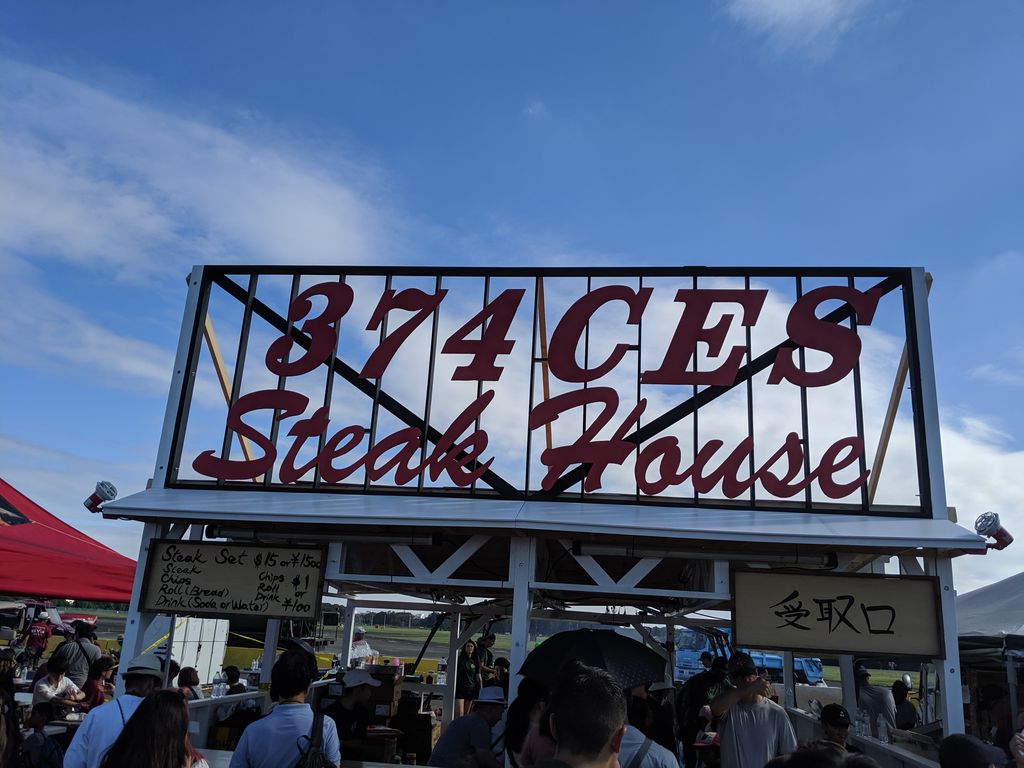 374CES
Steak House
Steak Set $15 or ¥1500
Steak
Chips
Roll (Bread)
Drink (Soda or Water)
Chips $1
Roll or
Drink ¥100
受取口